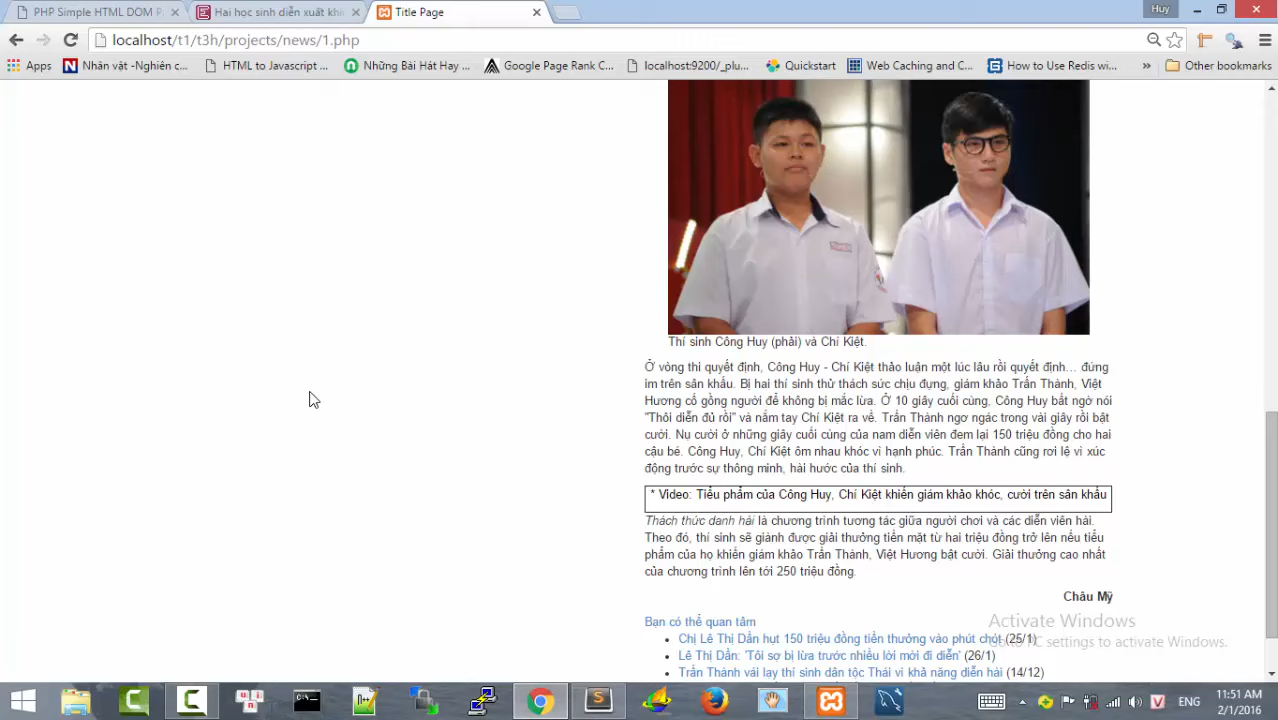 PHP Simple HTML DOM P
Hai học sinh diễn xuất khi
Title Page
Huy
localhost/t1/t3h/projects/news/1.php
Apps
Nhân vật -Nghiên c...
HTML to Javascript ...
Những Bài Hát Hay ...
Google Page Rank C...
localhost:9200/_plu...
Quickstart
Web Caching and C...
How to Use Redis wi...
»
Other bookmarks
Thí sinh Công Huy (phải) và Chí Kiệt.
Ở vòng thi quyết định, Công Huy - Chí Kiệt thảo luận một lúc lâu rồi quyết định… đứng
im trên sân khấu. Bị hai thí sinh thử thách sức chịu đựng, giám khảo Trấn Thành, Việt
Hương cố gồng người để không bị mắc lừa. Ở 10 giây cuối cùng, Công Huy bất ngờ nói
"Thôi diễn đủ rồi" và nắm tay Chí Kiệt ra về. Trấn Thành ngơ ngác trong vài giây rồi bật
cười. Nụ cười ở những giây cuối cùng của nam diễn viên đem lại 150 triệu đồng cho hai
cậu bé. Công Huy, Chí Kiệt ôm nhau khóc vì hạnh phúc. Trấn Thành cũng rơi lệ vì xúc
động trước sự thông minh, hài hước của thí sinh.
* Video: Tiểu phẩm của Công Huy, Chí Kiệt khiến giám khảo khóc, cười trên sân khấu
Thách thức danh hài là chương trình tương tác giữa người chơi và các diễn viên hài.
Theo đó, thí sinh sẽ giành được giải thưởng tiền mặt từ hai triệu đồng trở lên nếu tiểu
phẩm của họ khiến giám khảo Trấn Thành, Việt Hương bật cười. Giải thưởng cao nhất
của chương trình lên tới 250 triệu đồng.
Châu Mỹ
Bạn có thể quan tâm
Chị Lê Thị Dần hụt 150 triệu đồng tiền thưởng vào phút chót (25/1)
Lê Thị Dần: 'Tôi sợ bị lừa trước nhiều lời mời đi diễn' (26/1)
Trấn Thành vái lạy thí sinh dân tộc Thái vì khả năng diễn hài (14/12)
Activate Windows
Go to PC settings to activate Windows.
ENG
11:51 AM
2/1/2016